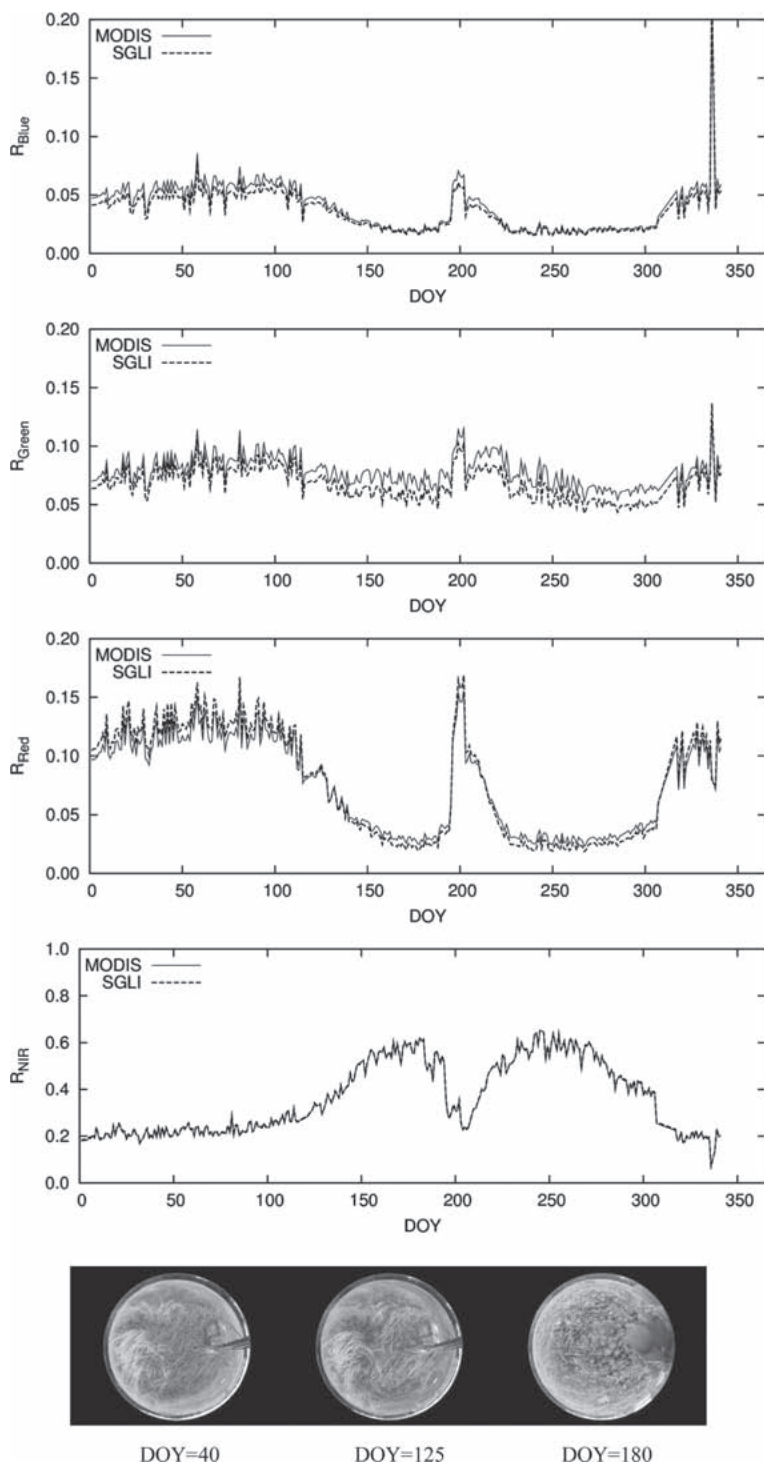 0.20
MODIS
SGLI
0.15
R Blue
0.10
0.05
0.00
0 50 100 150 200 250 300 350
DOY
0.20
MODIS
SGLI
0.15
R Green
0.10
0.05
0.00
0 50 100 150 200 250 300 350
DOY
0.20
MODIS
SGLI
0.15
R Red
0.10
0.05
0.00
0 50 100 150 200 250 300 350
DOY
1.0
MODIS
SGLI
0.8
0.6
R NIR
0.4
0.2
0.0
0 50 100 150 200 250 300 350
DOY
DOY=40 DOY=125 DOY=180